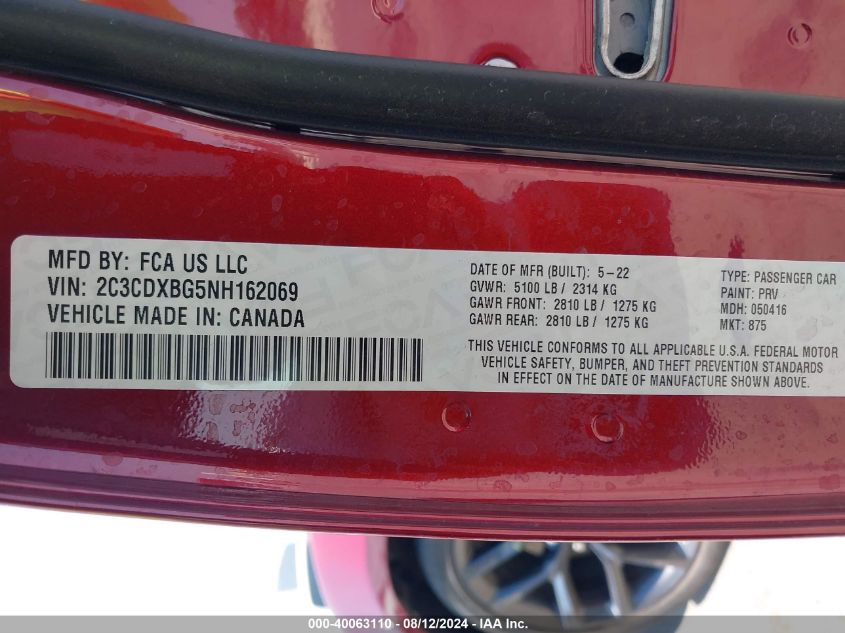 MFD BY: FCA US LLC
VIN: 2C3CDXBG5NH162069
VEHICLE MADE IN: CANADA
DATE OF MFR (BUILT): 5-22
GVWR: 5100 LB / 2314 KG
GAWR FRONT: 2810 LB / 1275 KG
GAWR REAR: 2810 LB / 1275 KG
TYPE: PASSENGER CAR
PAINT: PRV
MDH: 050416
MKT: 875
THIS VEHICLE CONFORMS TO ALL APPLICABLE U.S.A. FEDERAL MOTOR
VEHICLE SAFETY, BUMPER, AND THEFT PREVENTION STANDARDS
IN EFFECT ON THE DATE OF MANUFACTURE SHOWN ABOVE.
000-40063110 - 08/12/2024 - IAA Inc.